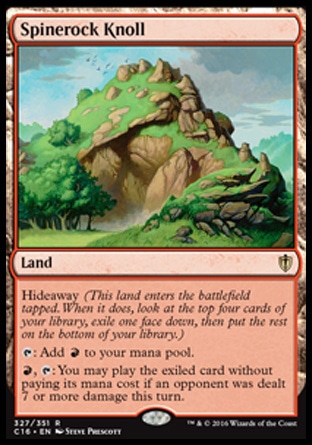 Spinerock Knoll
Land
Hideaway (This land enters the battlefield
tapped. When it does, look at the top four cards of
your library, exile one face down, then put the rest
on the bottom of your library.)
: Add to your mana pool.
, : You may play the exiled card without
paying its mana cost if an opponent was dealt
7 or more damage this turn.
327/351 R
C16 • EN Steve Prescott
™ & © 2016 Wizards of the Coast